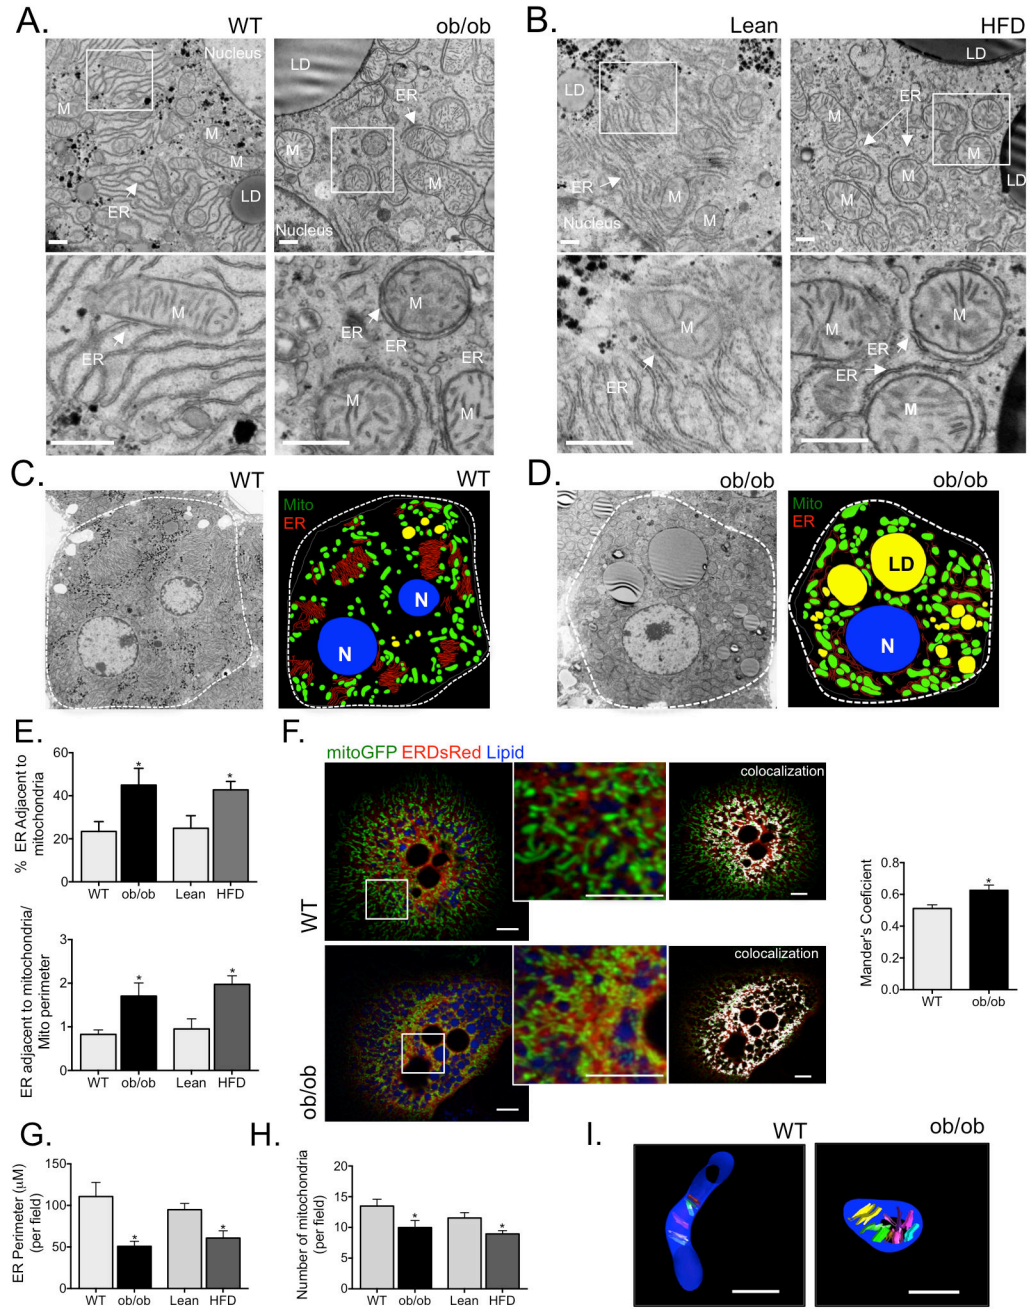 A.
WT
ob/ob
B.
Lean
HFD
Nucleus
M
M
M
LD
ER
LD
ER
M
M
Nucleus
LD
ER
M
M
Nucleus
LD
ER
M
M
M
M
LD
M
ER
M
ER
ER
ER
M
M
M
ER
M
M
ER
ER
M
C.
WT
WT
D.
ob/ob
ob/ob
Mito
ER
N
N
Mito
ER
LD
N
E.
% ER Adjacent to
mitochondria
60
40
20
0
*
*
WT ob/ob Lean HFD
ER adjacent to mitochondria/
Mito perimeter
3
2
1
0
*
*
WT ob/ob Lean HFD
F.
mitoGFP ERDsRed Lipid
colocalization
WT
colocalization
ob/ob
Mander's Coeficient
0.8
0.6
0.4
0.2
0.0
*
WT ob/ob
G.
ER Perimeter (µM)
(per field)
150
100
50
0
*
*
WT ob/ob Lean HFD
H.
Number of mitochondria
(per field)
20
15
10
5
0
*
*
WT ob/ob Lean HFD
I.
WT
ob/ob